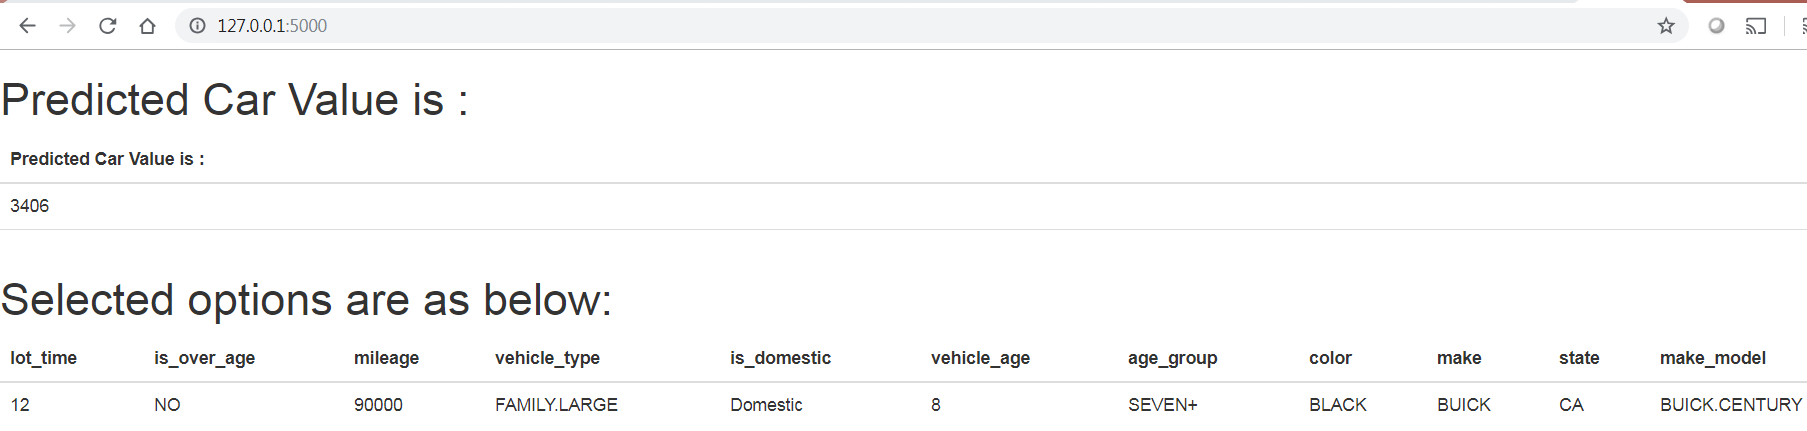 127.0.0.1:5000
Predicted Car Value is :
Predicted Car Value is :
3406
Selected options are as below:
lot_time is_over_age mileage vehicle_type is_domestic vehicle_age age_group color make state make_model
12 NO 90000 FAMILY.LARGE Domestic 8 SEVEN+ BLACK BUICK CA BUICK.CENTURY